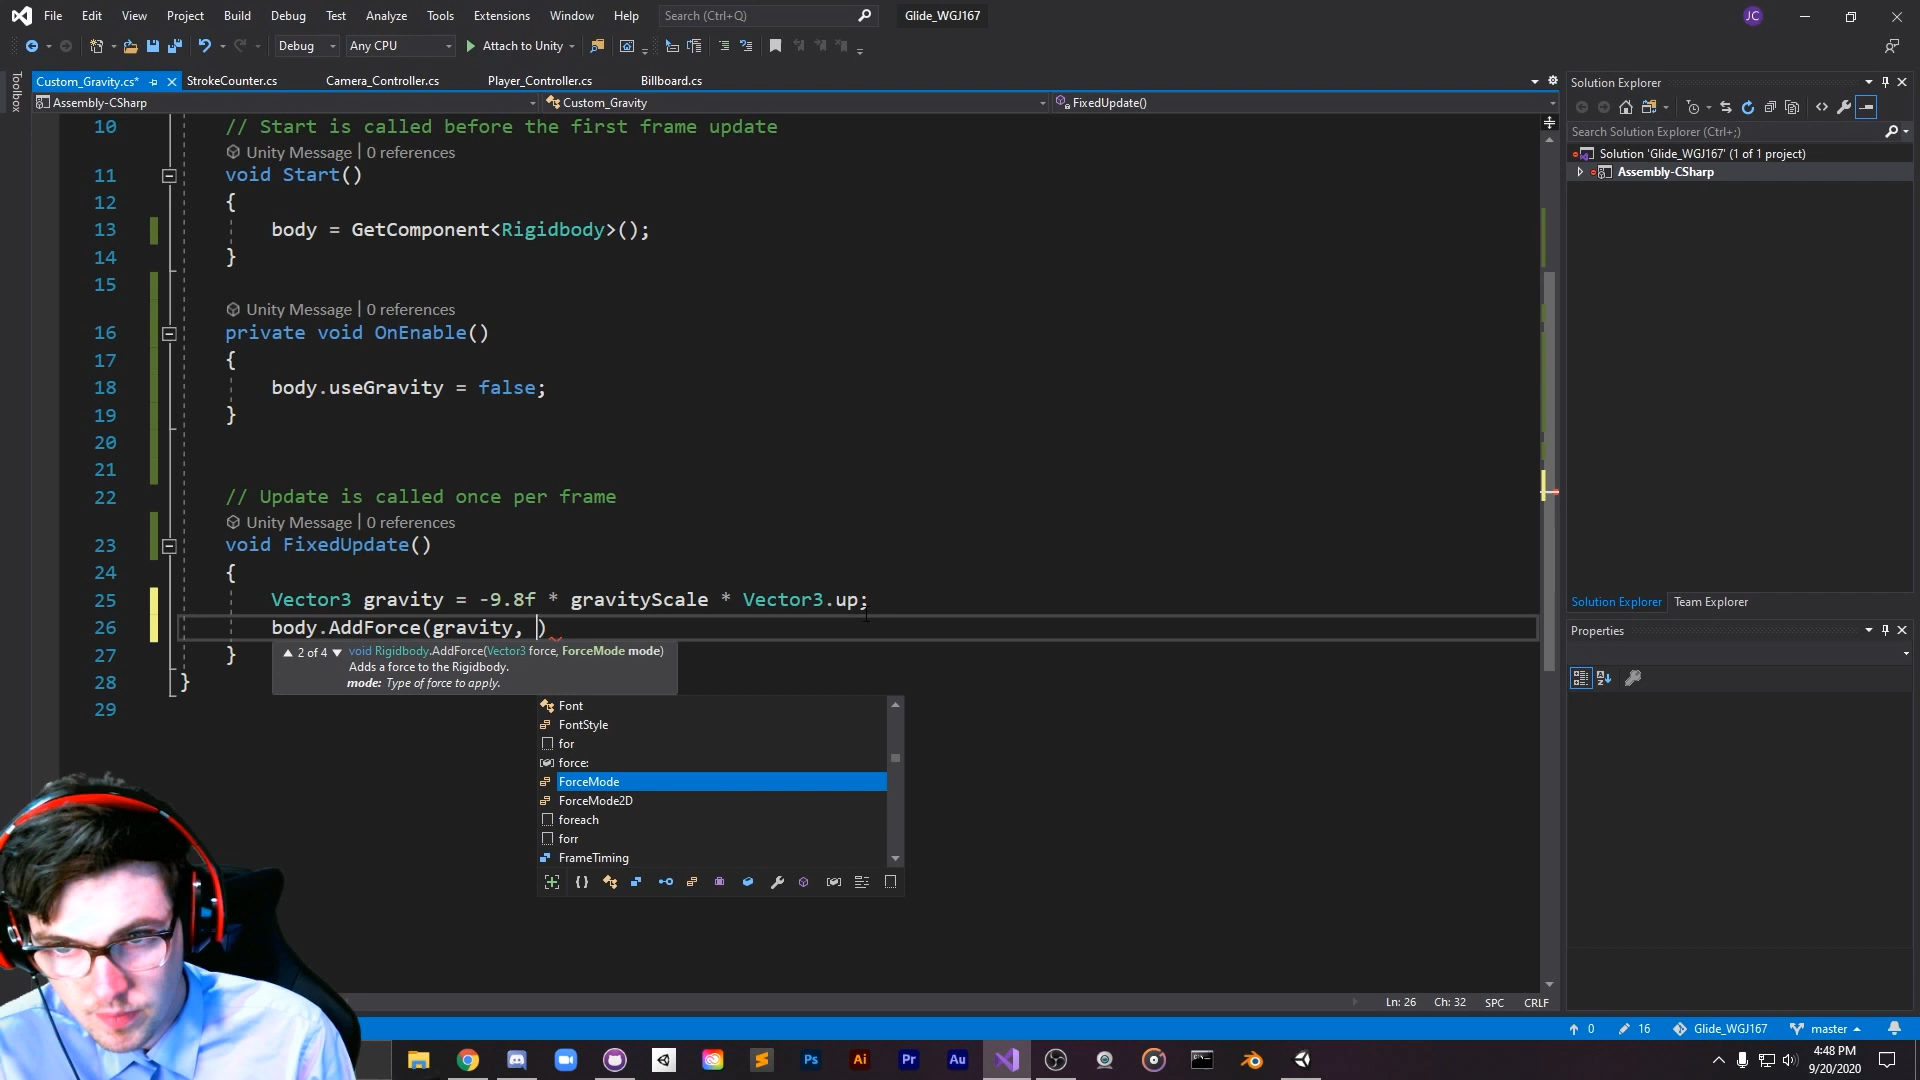 File Edit View Project Build Debug Test Analyze Tools Extensions Window Help Search (Ctrl+Q) Glide_WGJ167 JC
Debug Any CPU Attach to Unity
Custom_Gravity.cs* StrokeCounter.cs Camera_Controller.cs Player_Controller.cs Billboard.cs
Assembly-CSharp Custom_Gravity FixedUpdate()
Toolbox
10 // Start is called before the first frame update
Unity Message | 0 references
11 void Start()
12 {
13 body = GetComponent<Rigidbody>();
14 }
15
Unity Message | 0 references
16 private void OnEnable()
17 {
18 body.useGravity = false;
19 }
20
21
22 // Update is called once per frame
Unity Message | 0 references
23 void FixedUpdate()
24 {
25 Vector3 gravity = -9.8f * gravityScale * Vector3.up;
26 body.AddForce(gravity, )
27 }
28 }
29
2 of 4 void Rigidbody.AddForce(Vector3 force, ForceMode mode)
Adds a force to the Rigidbody.
mode: Type of force to apply.
Font
FontStyle
for
force:
ForceMode
ForceMode2D
foreach
forr
FrameTiming
Solution Explorer
Search Solution Explorer (Ctrl+;)
Solution 'Glide_WGJ167' (1 of 1 project)
Assembly-CSharp
Solution Explorer Team Explorer
Properties
Ln: 26 Ch: 32 SPC CRLF
0 16 Glide_WGJ167 master
Ps Ai Pr Au
4:48 PM
9/20/2020